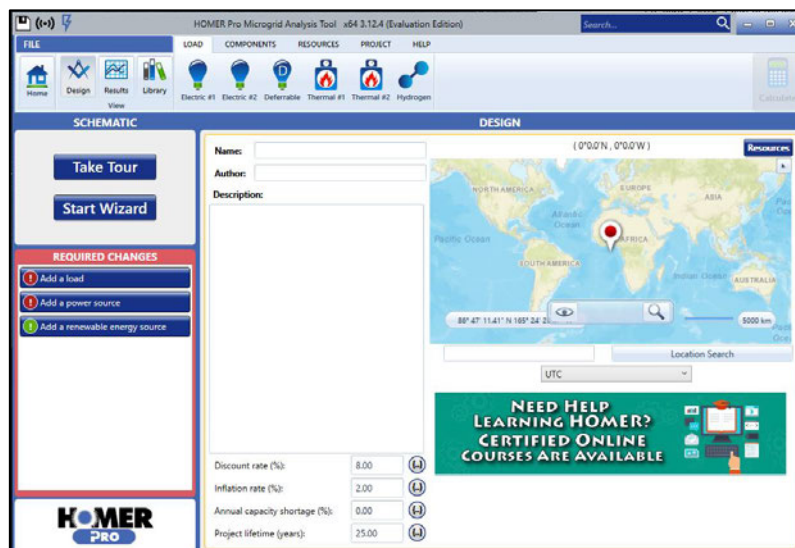 HOMER Pro Microgrid Analysis Tool x64 3.12.4 (Evaluation Edition)
Search...
FILE
LOAD COMPONENTS RESOURCES PROJECT HELP
Home Design Results Library
View
Electric #1 Electric #2 Deferrable Thermal #1 Thermal #2 Hydrogen
Calculate
SCHEMATIC
DESIGN
Take Tour
Start Wizard
REQUIRED CHANGES
Add a load
Add a power source
Add a renewable energy source
HOMER
PRO
Name:
Author:
Description:
Discount rate (%): 8.00 {..}
Inflation rate (%): 2.00 {..}
Annual capacity shortage (%): 0.00 {..}
Project lifetime (years): 25.00 {..}
( 0°0.0'N , 0°0.0'W )
Resources
NORTH AMERICA
EUROPE
ASIA
Atlantic
Ocean
Pacific Ocean
AFRICA
SOUTH AMERICA
Indian Ocean
AUSTRALIA
5000 km
Location Search
UTC
NEED HELP
LEARNING HOMER?
CERTIFIED ONLINE
COURSES ARE AVAILABLE